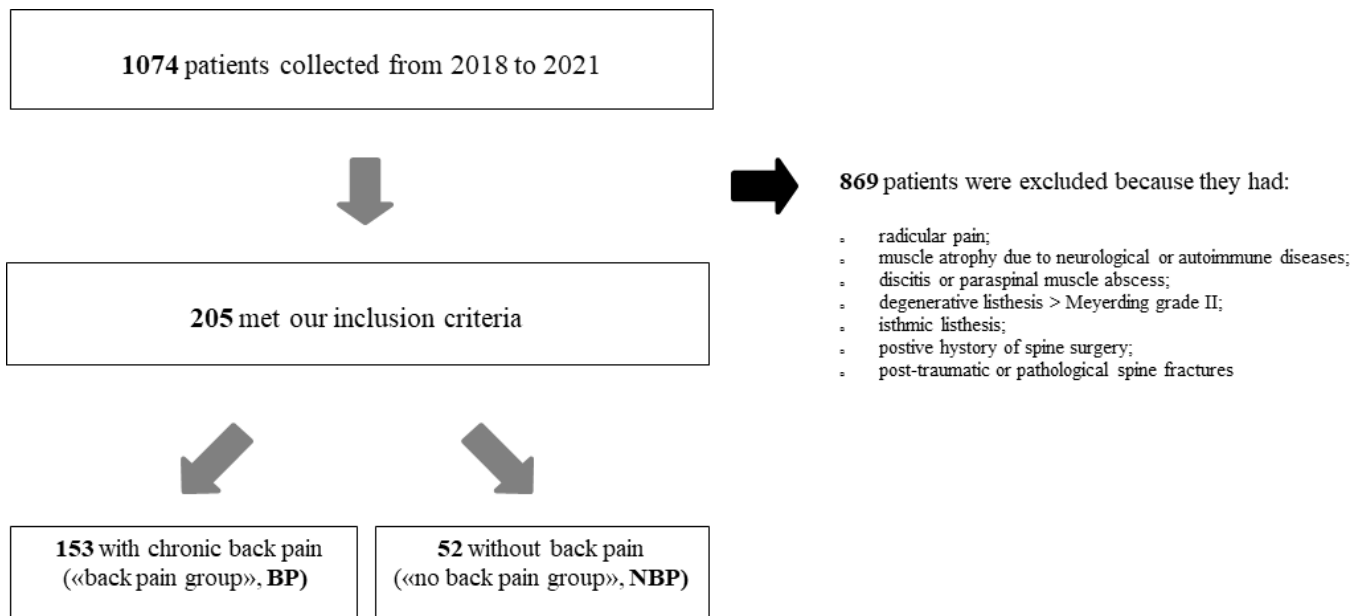 1074 patients collected from 2018 to 2021
869 patients were excluded because they had:
▫ radicular pain;
▫ muscle atrophy due to neurological or autoimmune diseases;
▫ discitis or paraspinal muscle abscess;
▫ degenerative listhesis > Meyerding grade II;
▫ isthmic listhesis;
▫ postive hystory of spine surgery;
▫ post-traumatic or pathological spine fractures
205 met our inclusion criteria
153 with chronic back pain
(«back pain group», BP)
52 without back pain
(«no back pain group», NBP)